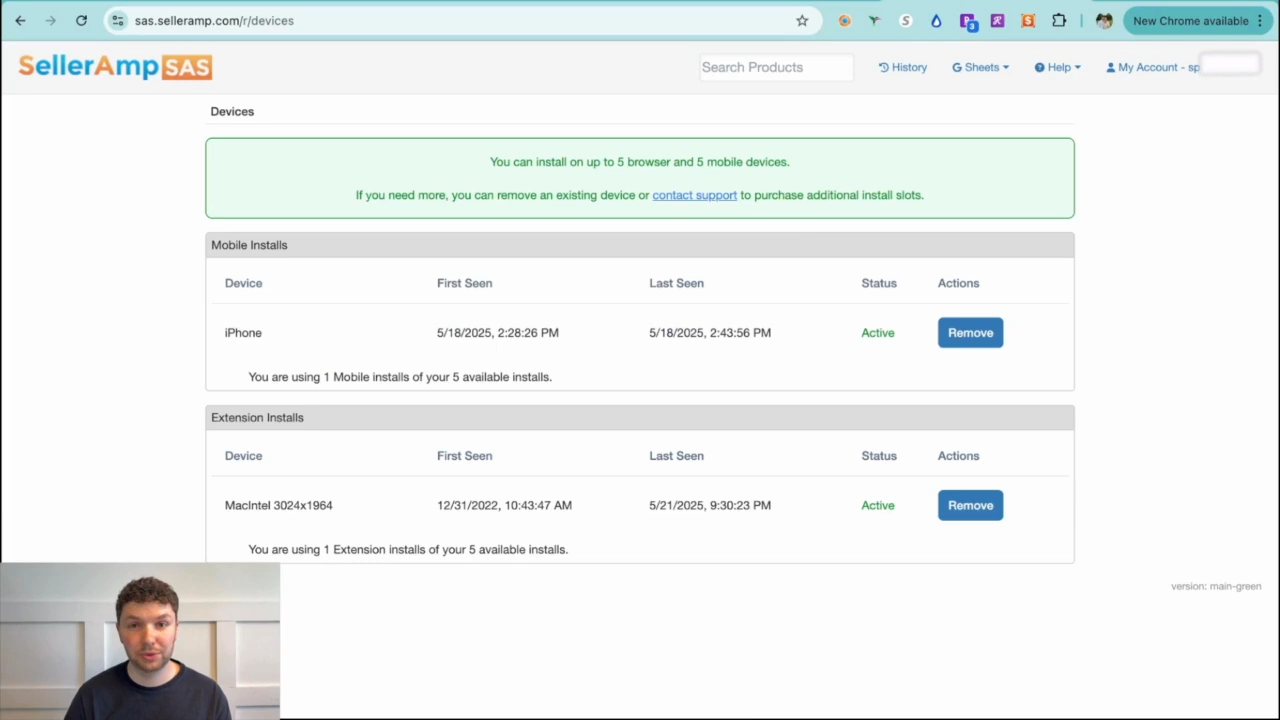 sas.selleramp.com/r/devices
3
New Chrome available
SellerAmp SAS
Search Products
History
Sheets
Help
My Account - sp
Devices
You can install on up to 5 browser and 5 mobile devices.
If you need more, you can remove an existing device or contact support to purchase additional install slots.
Mobile Installs
Device First Seen Last Seen Status Actions
iPhone 5/18/2025, 2:28:26 PM 5/18/2025, 2:43:56 PM Active Remove
You are using 1 Mobile installs of your 5 available installs.
Extension Installs
Device First Seen Last Seen Status Actions
MacIntel 3024x1964 12/31/2022, 10:43:47 AM 5/21/2025, 9:30:23 PM Active Remove
You are using 1 Extension installs of your 5 available installs.
version: main-green